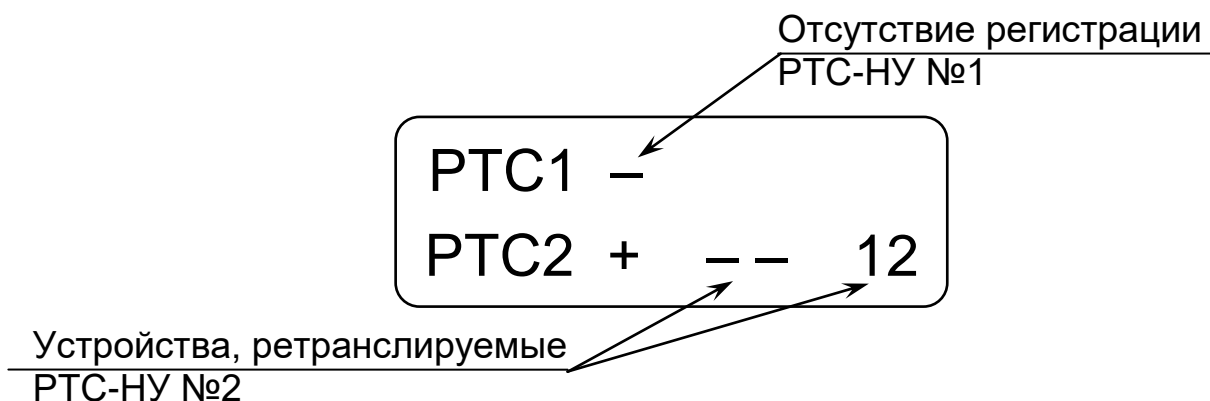 Отсутствие регистрации
РТС-НУ №1
РТС1 –
РТС2 + – – 12
Устройства, ретранслируемые
РТС-НУ №2